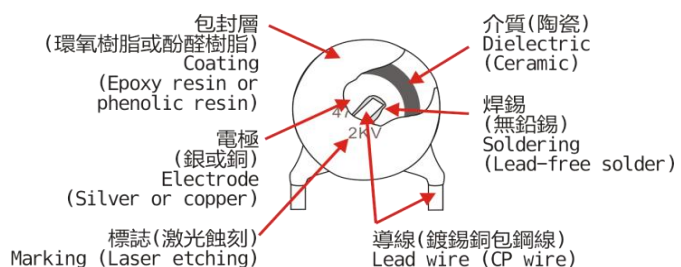 包封層
(環氧樹脂或酚醛樹脂)
Coating
(Epoxy resin or
phenolic resin)
電極
(銀或銅)
Electrode
(Silver or copper)
標誌(激光蝕刻)
Marking (Laser etching)
介質(陶瓷)
Dielectric
(Ceramic)
焊錫
(無鉛錫)
Soldering
(Lead-free solder)
導線(鍍錫銅包鋼線)
Lead wire (CP wire)
47
2KV